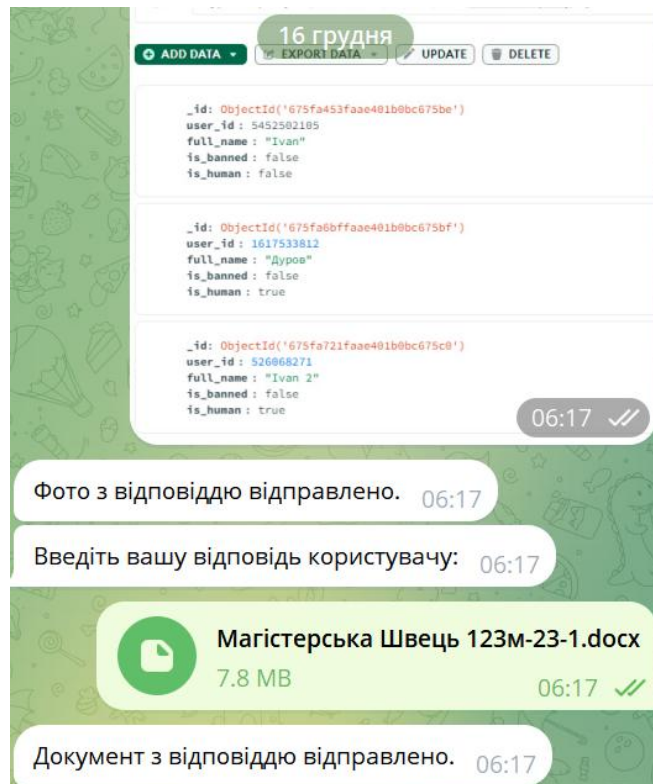 16 грудня
ADD DATA
EXPORT DATA
UPDATE
DELETE
_id: ObjectId('675fa453faae401b0bc675be')
user_id : 5452502105
full_name : "Ivan"
is_banned : false
is_human : false
_id: ObjectId('675fa6bffaae401b0bc675bf')
user_id : 1617533812
full_name : "Дуров"
is_banned : false
is_human : true
_id: ObjectId('675fa721faae401b0bc675c0')
user_id : 526068271
full_name : "Ivan 2"
is_banned : false
is_human : true
06:17
Фото з відповіддю відправлено. 06:17
Введіть вашу відповідь користувачу: 06:17
Магістерська Швець 123м-23-1.docx
7.8 MB
06:17
Документ з відповіддю відправлено. 06:17